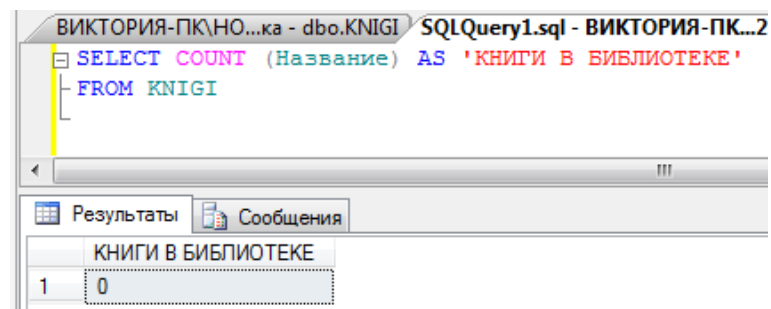 ВИКТОРИЯ-ПК\НО...ка - dbo.KNIGI SQLQuery1.sql - ВИКТОРИЯ-ПК...2
SELECT COUNT (Название) AS 'КНИГИ В БИБЛИОТЕКЕ'
FROM KNIGI
Результаты Сообщения
КНИГИ В БИБЛИОТЕКЕ
1 0